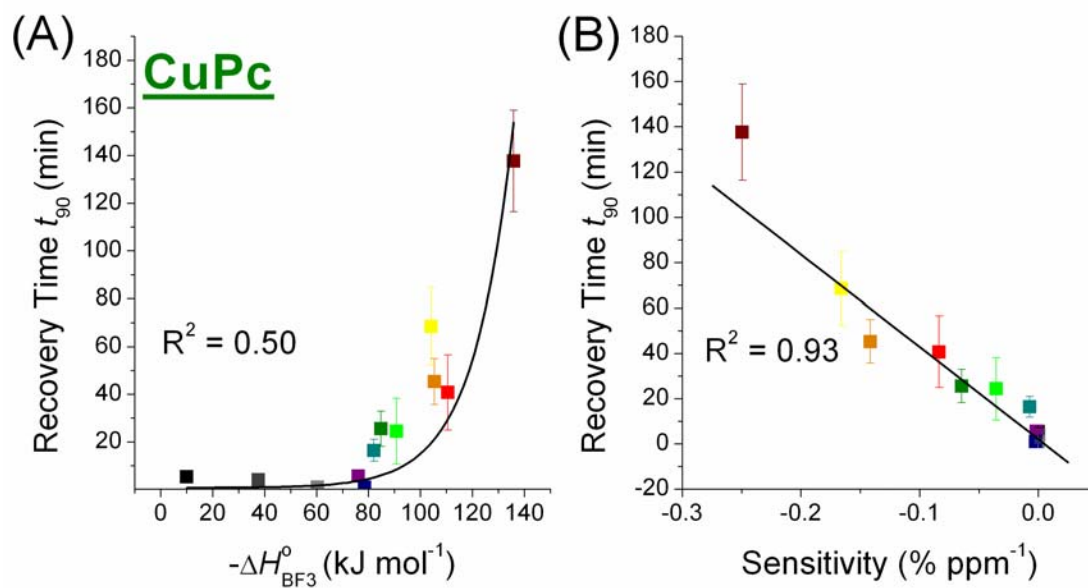 (A)
CuPc
Recovery Time t₉₀ (min)
180
160
140
120
100
80
60
40
20
R² = 0.50
0 20 40 60 80 100 120 140
-ΔH°BF3 (kJ mol⁻¹)
(B)
Recovery Time t₉₀ (min)
180
160
140
120
100
80
60
40
20
0
-20
R² = 0.93
-0.3 -0.2 -0.1 0.0
Sensitivity (% ppm⁻¹)